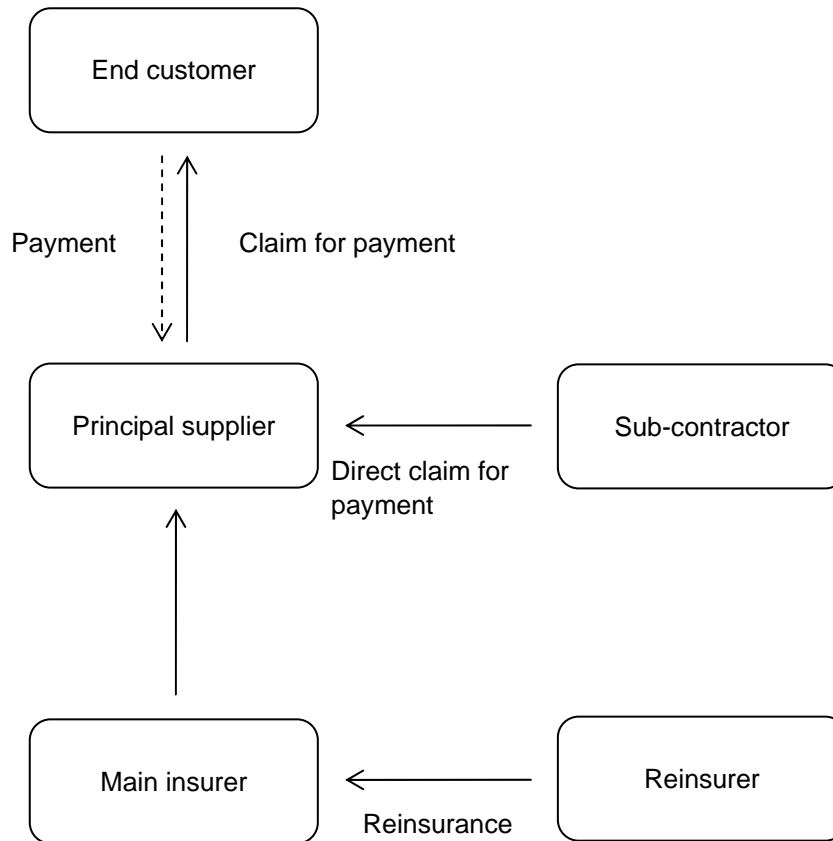 End customer
Payment
Claim for payment
Principal supplier
Sub-contractor
Direct claim for
payment
Main insurer
Reinsurer
Reinsurance